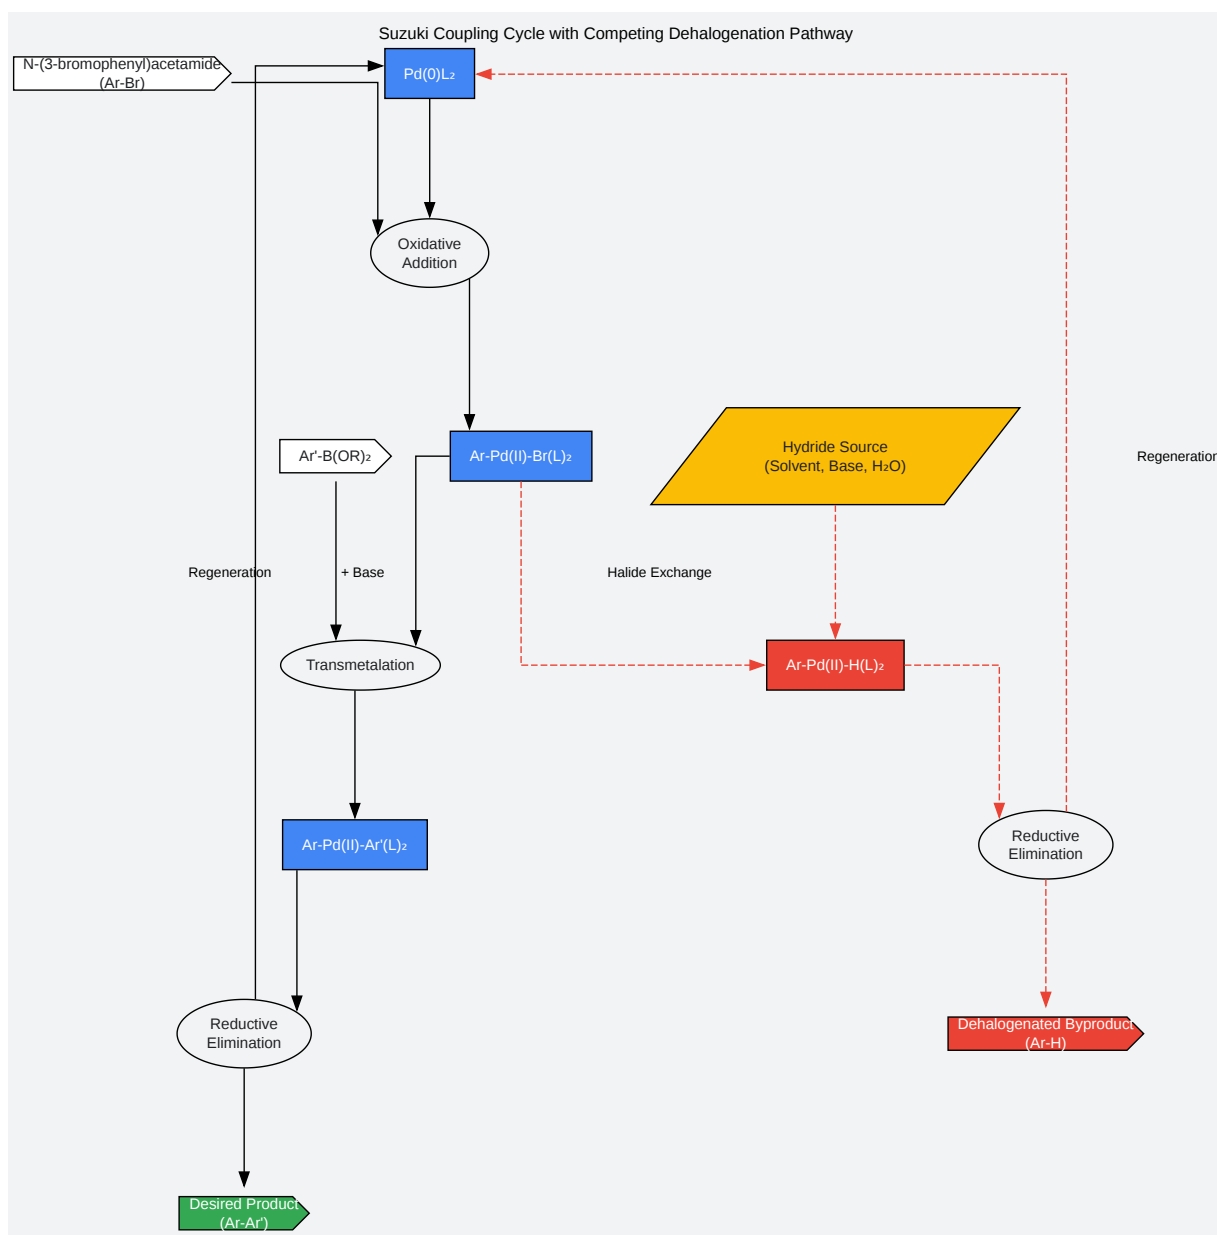 Suzuki Coupling Cycle with Competing Dehalogenation Pathway
N-(3-bromophenyl)acetamide
(Ar-Br)
Pd(0)L₂
Oxidative
Addition
Ar'-B(OR)₂
Ar-Pd(II)-Br(L)₂
Hydride Source
(Solvent, Base, H₂O)
Regeneration
Regeneration
+ Base
Halide Exchange
Transmetalation
Ar-Pd(II)-H(L)₂
Ar-Pd(II)-Ar'(L)₂
Reductive
Elimination
Reductive
Elimination
Dehalogenated Byproduct
(Ar-H)
Desired Product
(Ar-Ar')